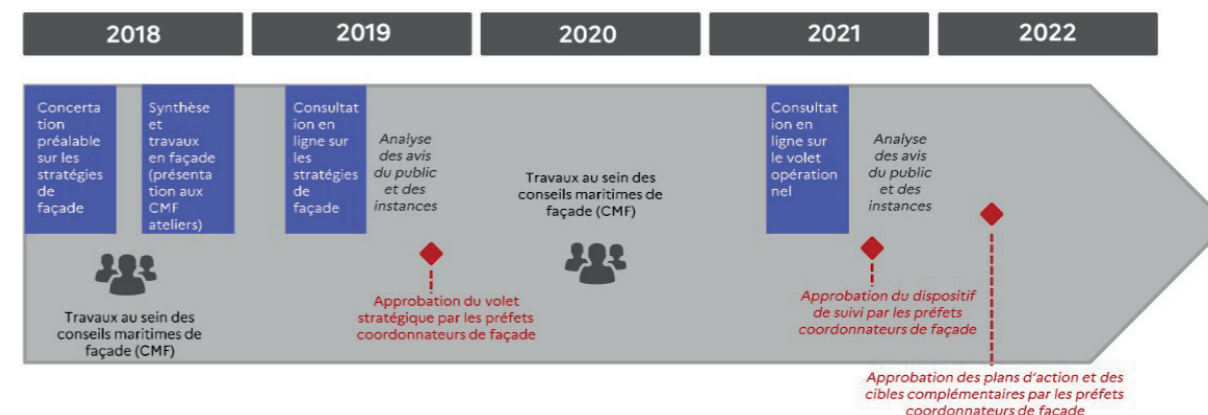 2018
2019
2020
2021
2022
Concerta
tion
préalable
sur les
stratégies
de
façade
Synthèse
et
travaux
en façade
(présenta
tion aux
CMF
ateliers)
Travaux au sein des
conseils maritimes de
façade (CMF)
Consultat
ion en
ligne sur
les
stratégies
de
façade
Analyse
des avis
du public
et des
instances
Approbation du volet
stratégique par les préfets
coordonnateurs de façade
Travaux au sein des
conseils maritimes de
façade (CMF)
Consultat
ion en
ligne sur
le volet
opération
nel
Analyse
des avis
du public
et des
instances
Approbation du dispositif
de suivi par les préfets
coordonnateurs de façade
Approbation des plans d'action et des
cibles complémentaires par les préfets
coordonneurs de façade